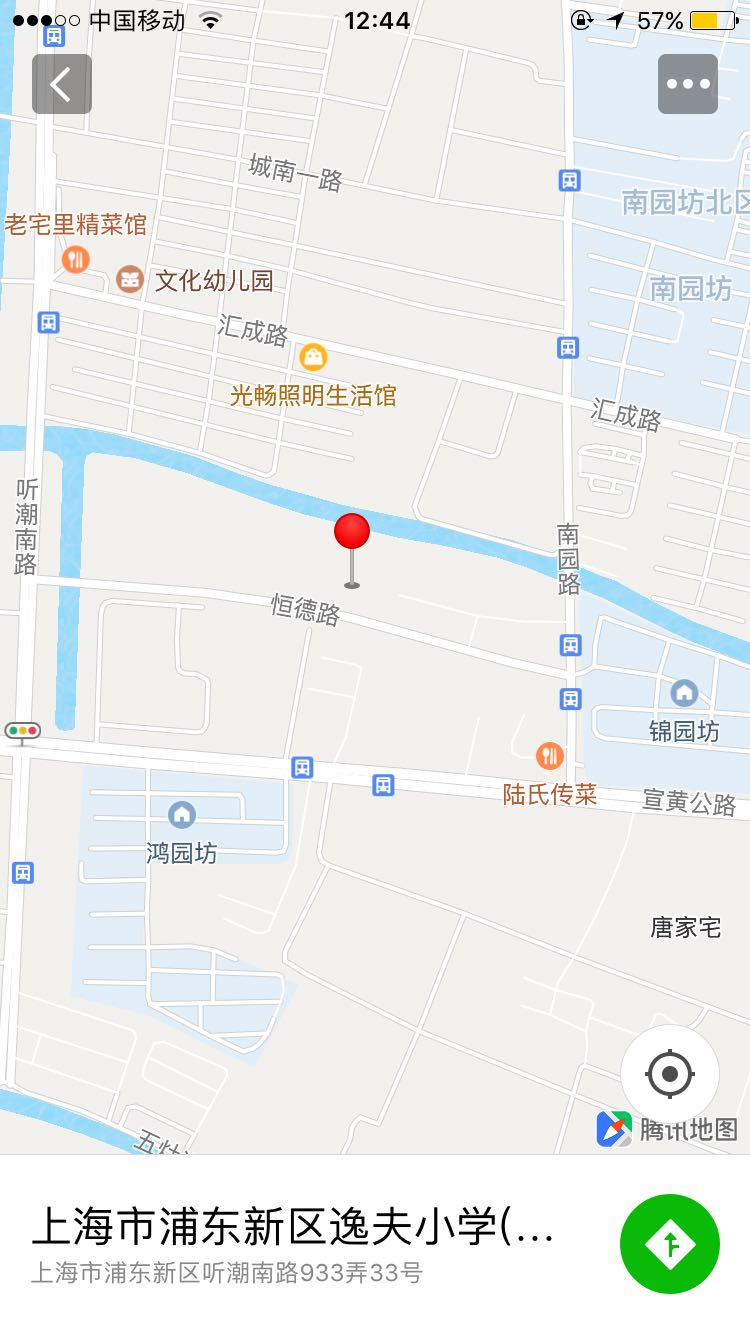 中国移动
12:44
57%
城南一路
南园坊北区
老宅里精菜馆
文化幼儿园
南园坊
汇成路
光畅照明生活馆
汇成路
听潮南路
南园路
恒德路
锦园坊
陆氏传菜
宣黄公路
鸿园坊
唐家宅
腾讯地图
上海市浦东新区逸夫小学(...
上海市浦东新区听潮南路933弄33号